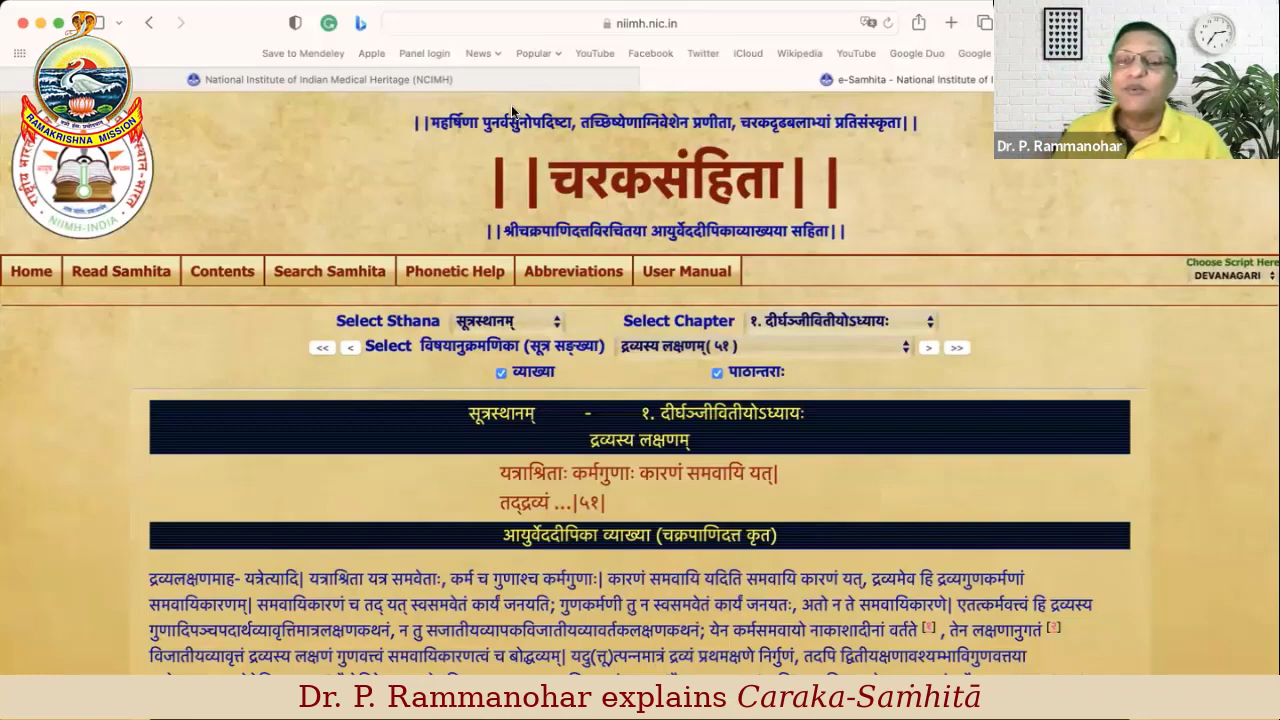 niimh.nic.in
Save to Mendeley Apple Panel login News Popular YouTube Facebook Twitter iCloud Wikipedia YouTube Google Duo Google
National Institute of Indian Medical Heritage (NCIMH)
e-Samhita - National Institute of I
RAMAKRISHNA MISSION
NIIMH-INDIA
Dr. P. Rammanohar
||महर्षिणा पुनर्वसुनोपदिष्टा, तच्छिष्येणाग्निवेशेन प्रणीता, चरकदृढबलाभ्यां प्रतिसंस्कृता||
||चरकसंहिता||
||श्रीचक्रपाणिदत्तविरचितया आयुर्वेददीपिकाव्याख्यया सहिता||
Home Read Samhita Contents Search Samhita Phonetic Help Abbreviations User Manual
Choose Script Here
DEVANAGARI
Select Sthana सूत्रस्थानम् Select Chapter १. दीर्घञ्जीवितीयोऽध्यायः
<< < Select विषयानुक्रमणिका (सूत्र सङ्ख्या) द्रव्यस्य लक्षणम्( ५१ ) > >>
व्याख्या पाठान्तराः
सूत्रस्थानम् - १. दीर्घञ्जीवितीयोऽध्यायः
द्रव्यस्य लक्षणम्
यत्राश्रिताः कर्मगुणाः कारणं समवायि यत्|
तद्द्रव्यं ...|५१|
आयुर्वेददीपिका व्याख्या (चक्रपाणिदत्त कृत)
द्रव्यलक्षणमाह- यत्रेत्यादि| यत्राश्रिता यत्र समवेताः, कर्म च गुणाश्च कर्मगुणाः| कारणं समवायि यदिति समवायि कारणं यत्, द्रव्यमेव हि द्रव्यगुणकर्मणां
समवायिकारणम्| समवायिकारणं च तद् यत् स्वसमवेतं कार्यं जनयति; गुणकर्मणी तु न स्वसमवेतं कार्यं जनयतः, अतो न ते समवायिकारणे| एतत्कर्मवत्त्वं हि द्रव्यस्य
गुणादिपञ्चपदार्थव्यावृत्तिमात्रलक्षणकथनं, न तु सजातीयव्यापकविजातीयव्यावर्तकलक्षणकथनं; येन कर्मसमवायो नाकाशादीनां वर्तते [१] , तेन लक्षणानुगतं [२]
विजातीयव्यावृत्तं द्रव्यस्य लक्षणं गुणवत्त्वं समवायिकारणत्वं च बोद्धव्यम्| यदु(त्तू)त्पन्नमात्रं द्रव्यं प्रथमक्षणे निर्गुणं, तदपि द्वितीयक्षणावश्यम्भाविगुणवत्तया
Dr. P. Rammanohar explains Caraka-Saṁhitā